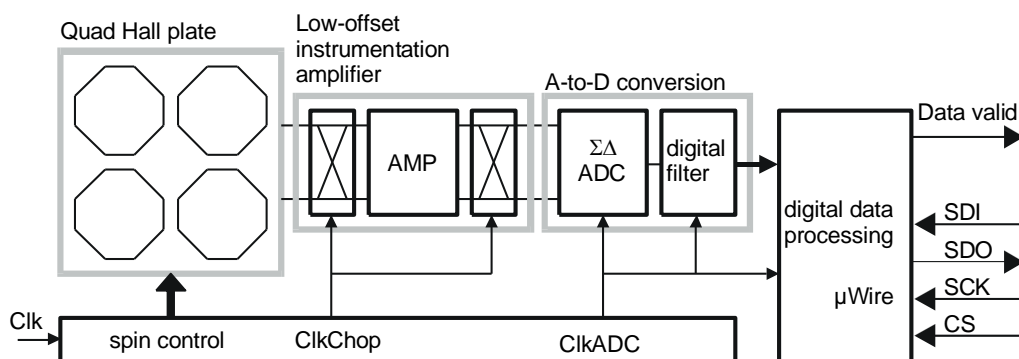 Quad Hall plate
Low-offset
instrumentation
amplifier
A-to-D conversion
AMP
ΣΔ
ADC
digital
filter
digital data
processing
µWire
Data valid
SDI
SDO
SCK
CS
Clk
spin control
ClkChop
ClkADC